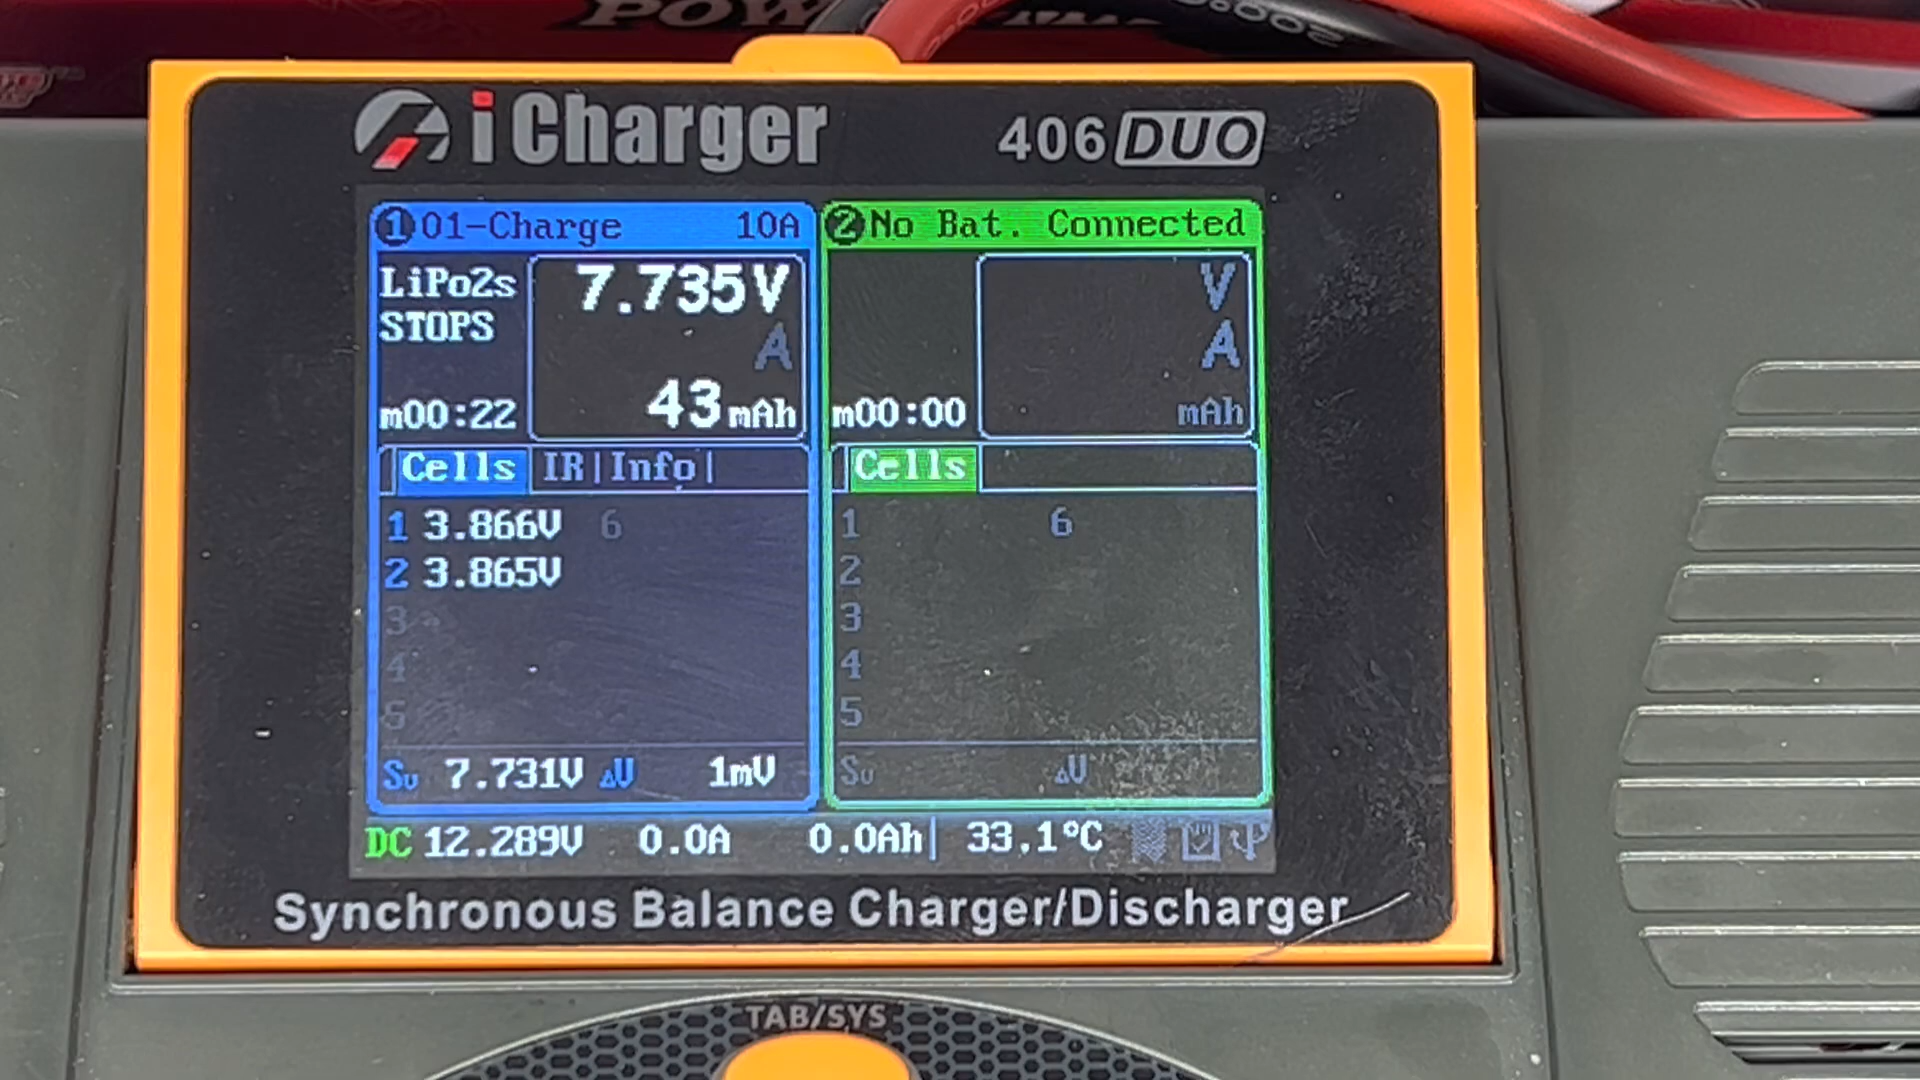 iCharger
406 DUO
1 01-Charge 10A
LiPo2s
STOPS
7.735V
A
m00:22
43mAh
Cells IR|Info|
1 3.866V 6
2 3.865V
3
4
5
Sυ 7.731V ΔU 1mV
2 No Bat. Connected
V
A
m00:00
mAh
Cells
1 6
2
3
4
5
Sυ ΔU
DC 12.289V 0.0A 0.0Ah| 33.1°C
Synchronous Balance Charger/Discharger
TAB/SYS